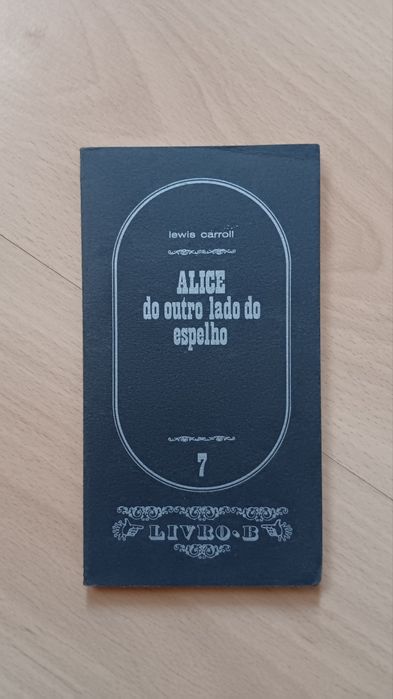 lewis carroll
ALICE
do outro lado do
espelho
7
LIVRO·B